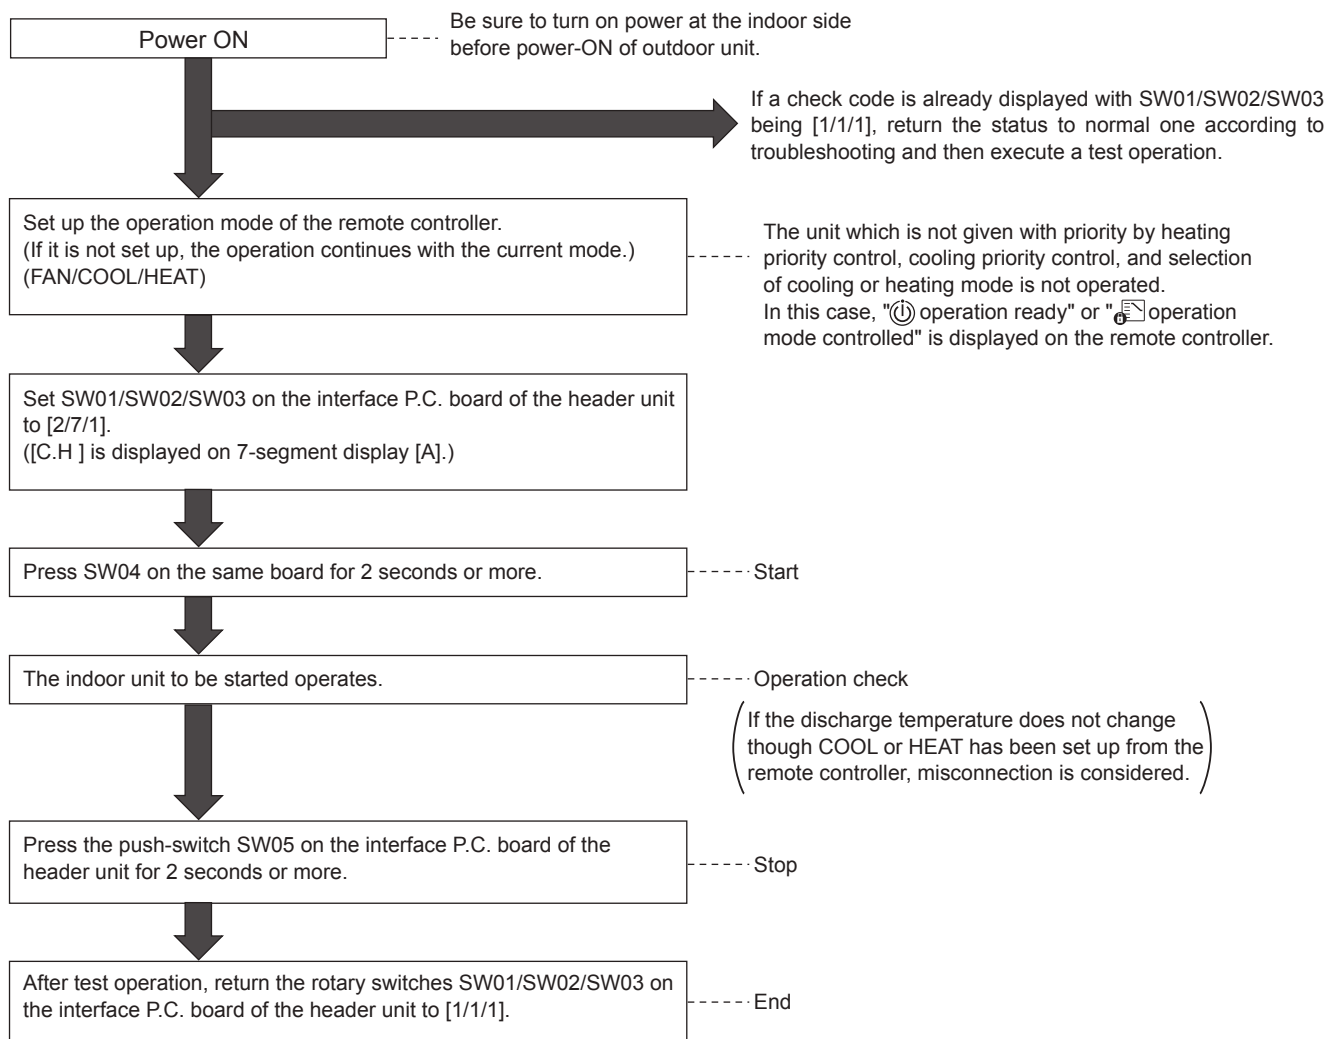 Power ON
Be sure to turn on power at the indoor side
before power-ON of outdoor unit.
If a check code is already displayed with SW01/SW02/SW03
being [1/1/1], return the status to normal one according to
troubleshooting and then execute a test operation.
Set up the operation mode of the remote controller.
(If it is not set up, the operation continues with the current mode.)
(FAN/COOL/HEAT)
The unit which is not given with priority by heating
priority control, cooling priority control, and selection
of cooling or heating mode is not operated.
In this case, " operation ready" or " operation
mode controlled" is displayed on the remote controller.
Set SW01/SW02/SW03 on the interface P.C. board of the header unit
to [2/7/1].
([C.H ] is displayed on 7-segment display [A].)
Press SW04 on the same board for 2 seconds or more.
Start
The indoor unit to be started operates.
Operation check
If the discharge temperature does not change
though COOL or HEAT has been set up from the
remote controller, misconnection is considered.
Press the push-switch SW05 on the interface P.C. board of the
header unit for 2 seconds or more.
Stop
After test operation, return the rotary switches SW01/SW02/SW03 on
the interface P.C. board of the header unit to [1/1/1].
End